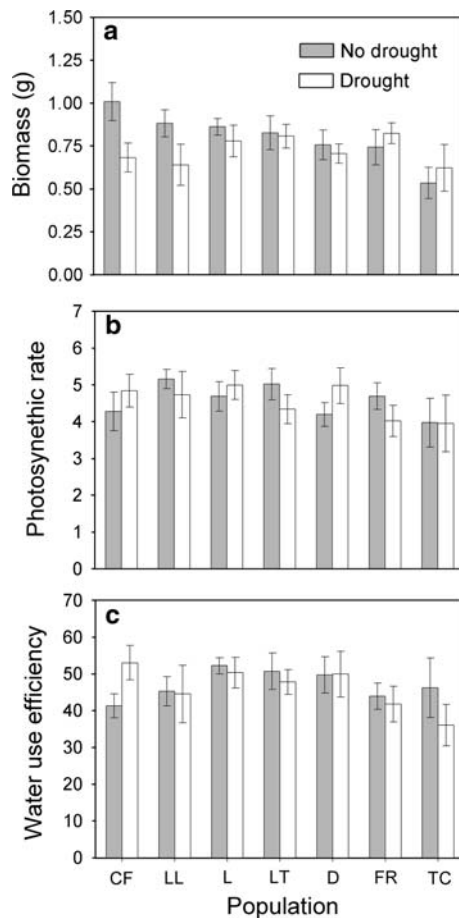 a
No drought
Drought
Biomass (g)
1.50
1.25
1.00
0.75
0.50
0.25
0.00
b
Photosynethic rate
7
6
5
4
3
2
1
0
c
Water use efficiency
70
60
50
40
30
20
10
0
CF LL L LT D FR TC
Population